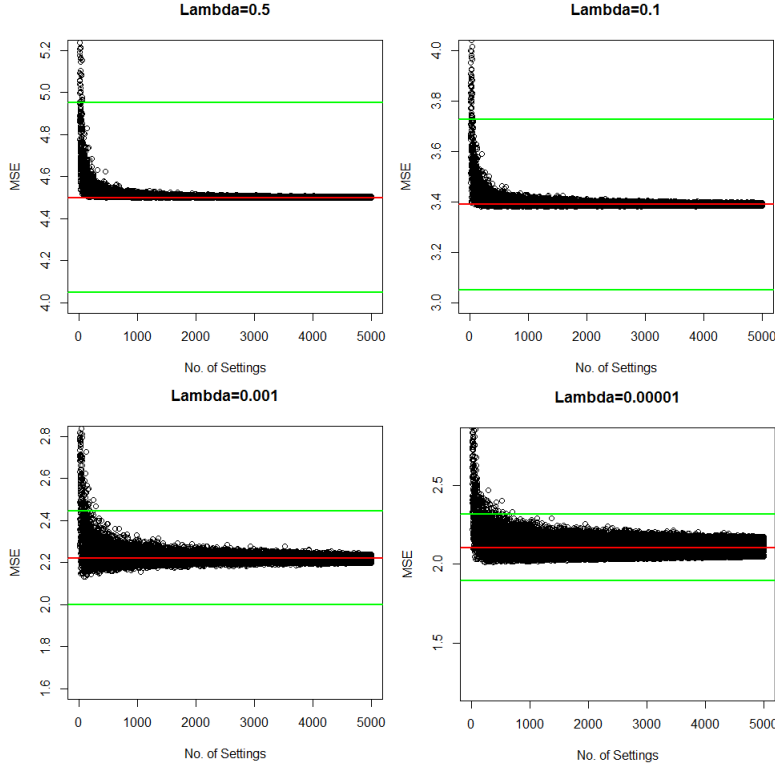 Lambda=0.5
MSE
4.0 4.2 4.4 4.6 4.8 5.0 5.2
0 1000 2000 3000 4000 5000
No. of Settings
Lambda=0.1
MSE
3.0 3.2 3.4 3.6 3.8 4.0
0 1000 2000 3000 4000 5000
No. of Settings
Lambda=0.001
MSE
1.6 1.8 2.0 2.2 2.4 2.6 2.8
0 1000 2000 3000 4000 5000
No. of Settings
Lambda=0.00001
MSE
1.5 2.0 2.5
0 1000 2000 3000 4000 5000
No. of Settings